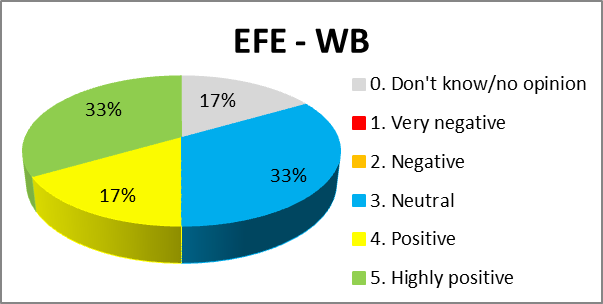 EFE - WB
17%
33%
17%
33%
0. Don't know/no opinion
1. Very negative
2. Negative
3. Neutral
4. Positive
5. Highly positive